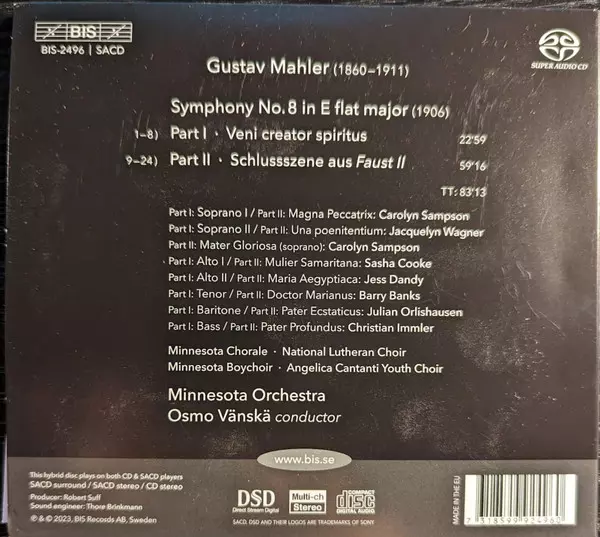 BIS
BIS-2496 | SACD
SUPER AUDIO CD
Gustav Mahler (1860–1911)
Symphony No. 8 in E flat major (1906)
1–8) Part I · Veni creator spiritus 22'59
9–24) Part II · Schlussszene aus Faust II 59'16
TT: 83'13
Part I: Soprano I / Part II: Magna Peccatrix: Carolyn Sampson
Part I: Soprano II / Part II: Una poenitentium: Jacquelyn Wagner
Part II: Mater Gloriosa (soprano): Carolyn Sampson
Part I: Alto I / Part II: Mulier Samaritana: Sasha Cooke
Part I: Alto II / Part II: Maria Aegyptiaca: Jess Dandy
Part I: Tenor / Part II: Doctor Marianus: Barry Banks
Part I: Baritone / Part II: Pater Ecstaticus: Julian Orlishausen
Part I: Bass / Part II: Pater Profundus: Christian Immler
Minnesota Chorale · National Lutheran Choir
Minnesota Boychoir · Angelica Cantanti Youth Choir
Minnesota Orchestra
Osmo Vänskä conductor
www.bis.se
This hybrid disc plays on both CD & SACD players
SACD surround / SACD stereo / CD stereo
Producer: Robert Suff
Sound engineer: Thore Brinkmann
℗ & © 2023, BIS Records AB, Sweden
DSD
Direct Stream Digital
Multi-ch
Stereo
COMPACT
disc
DIGITAL AUDIO
SACD, DSD AND THEIR LOGOS ARE TRADEMARKS OF SONY
MADE IN THE EU
7 318599 924960